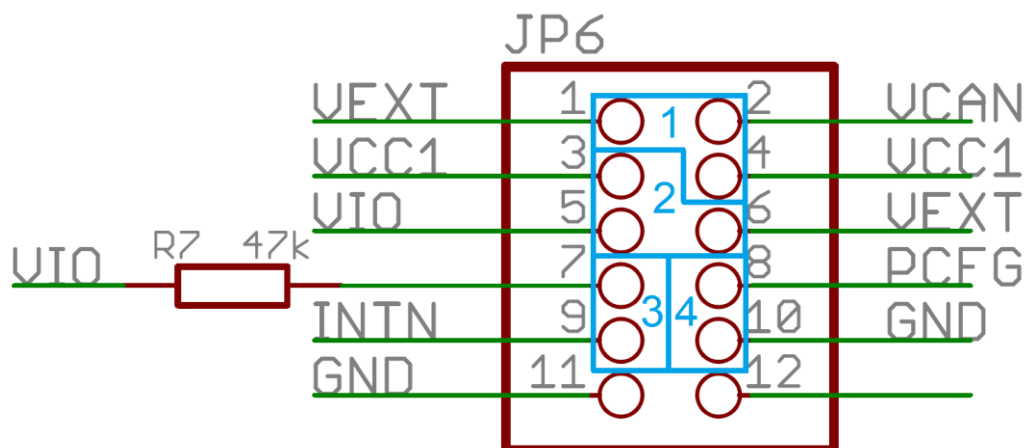 JP6
VEXT 1 1 2 VCAN
VCC1 3 4 VCC1
VIO 5 2 6 VEXT
R7 47k
VIO 7 8 PCFG
INTN 9 3 4 10 GND
GND 11 12